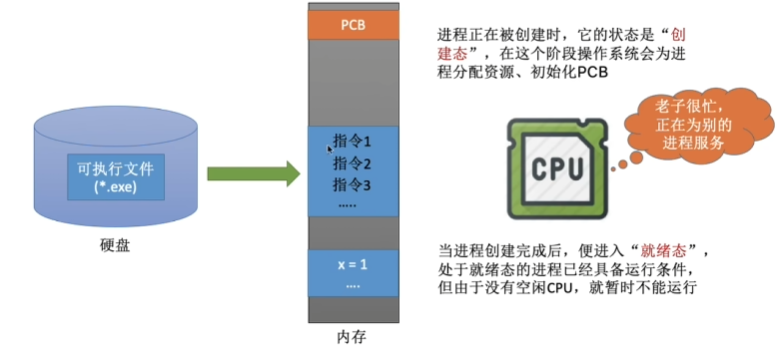 可执行文件
(*.exe)
硬盘
PCB
指令1
指令2
指令3
.....
x = 1
....
内存
进程正在被创建时，它的状态是“创
建态”，在这个阶段操作系统会为进
程分配资源、初始化PCB
CPU
老子很忙，
正在为别的
进程服务
当进程创建完成后，便进入“就绪态”，
处于就绪态的进程已经具备运行条件，
但由于没有空闲CPU，就暂时不能运行